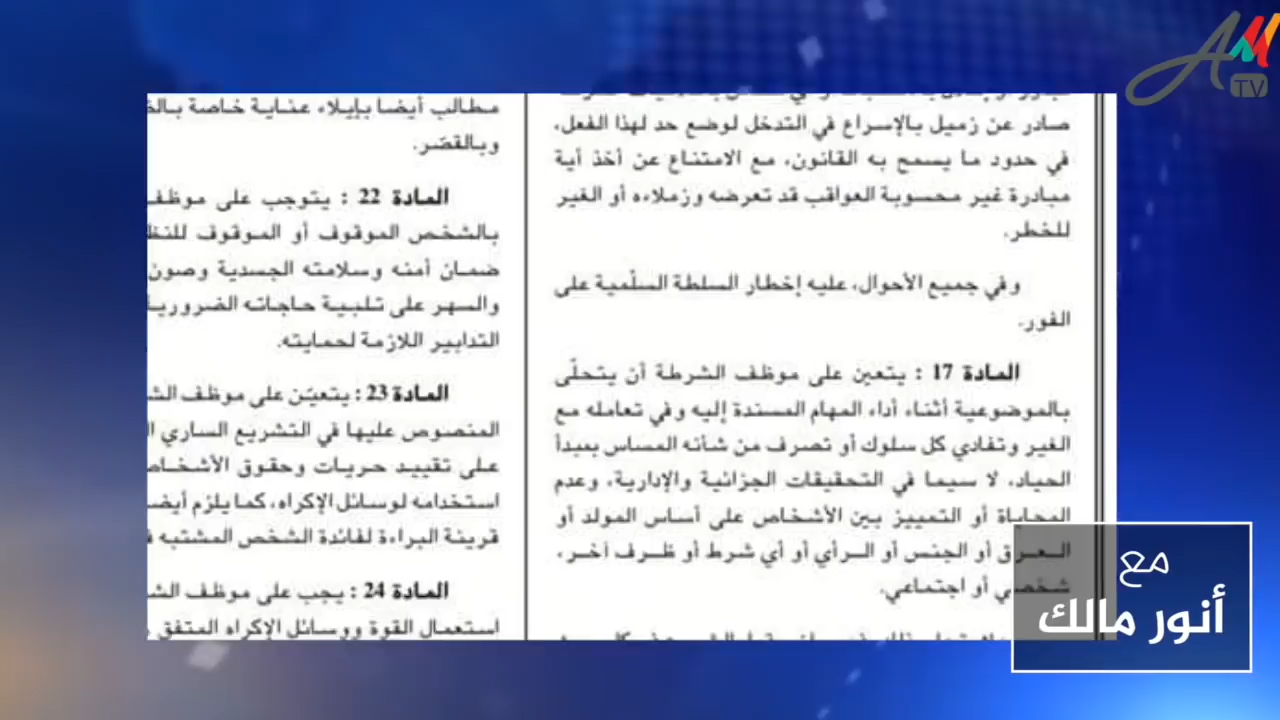 صادر عن زميل بالإسراع في التدخل لوضع حد لهذا الفعل،
في حدود ما يسمح به القانون، مع الامتناع عن أخذ أية
مبادرة غير محسوبة العواقب قد تعرضه وزملاءه أو الغير
للخطر.
وفي جميع الأحوال، عليه إخطار السلطة السلّمية على
الفور.
المادة 17 : يتعين على موظف الشرطة أن يتحلّى
بالموضوعية أثناء أداء المهام المسندة إليه وفي تعامله مع
الغير وتفادي كل سلوك أو تصرف من شأنه المساس بمبدأ
الحياد، لا سيما في التحقيقات الجزائية والإدارية، وعدم
المحاباة أو التمييز بين الأشخاص على أساس المولد أو
العرق أو الجنس أو الرأي أو أي شرط أو ظرف آخر،
شخصي أو اجتماعي.
مطالب أيضا بإيلاء عناية خاصة
وبالقصّر.
المادة 22 : يتوجب على موظف
بالشخص الموقوف أو الموقوف
ضمان أمنه وسلامته الجسدية وصون
والسهر على تلبية حاجاته
التدابير اللازمة لحمايته.
المادة 23 : يتعيّن على موظف
المنصوص عليها في التشريع الساري
على تقييد حريات وحقوق
استخدامه لوسائل الإكراه، كما يلزم
قرينة البراءة لفائدة الشخص المشتبه
المادة 24 : يجب على موظف
استعمال القوة ووسائل الإكراه المتفق
AM
TV
مع
أنور مالك